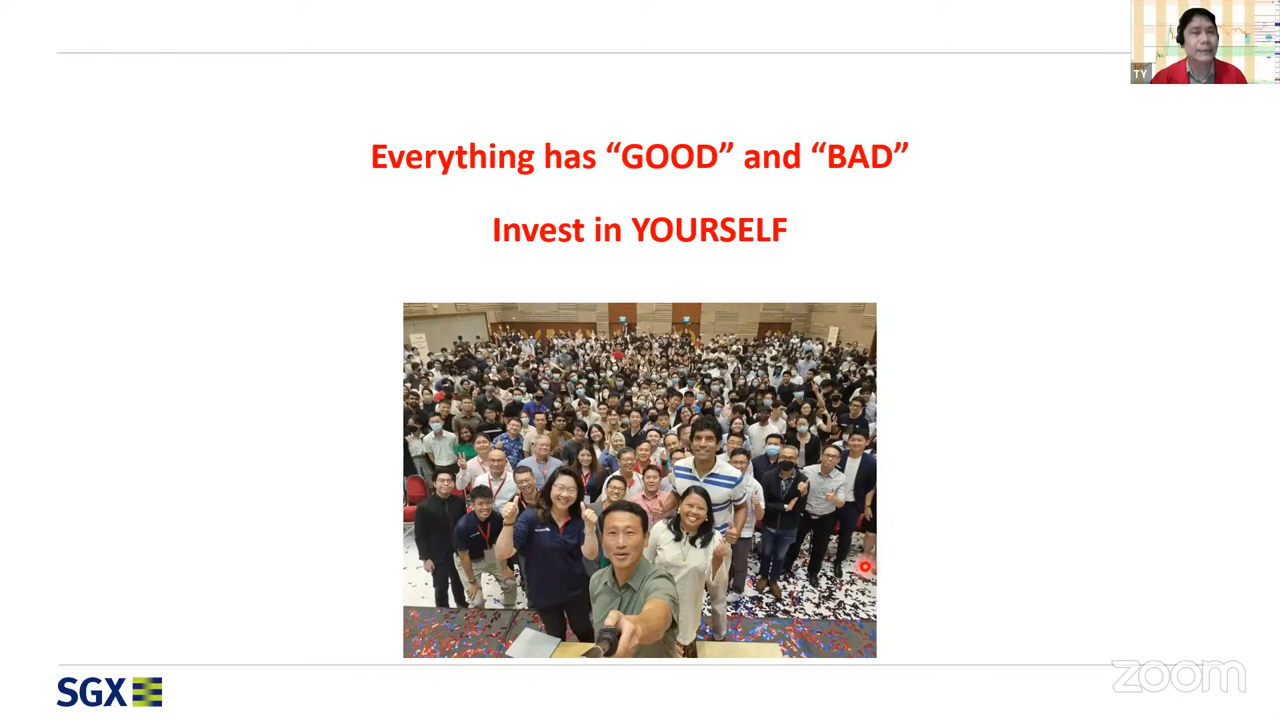 TY
Everything has “GOOD” and “BAD”
Invest in YOURSELF
SGX
zoom